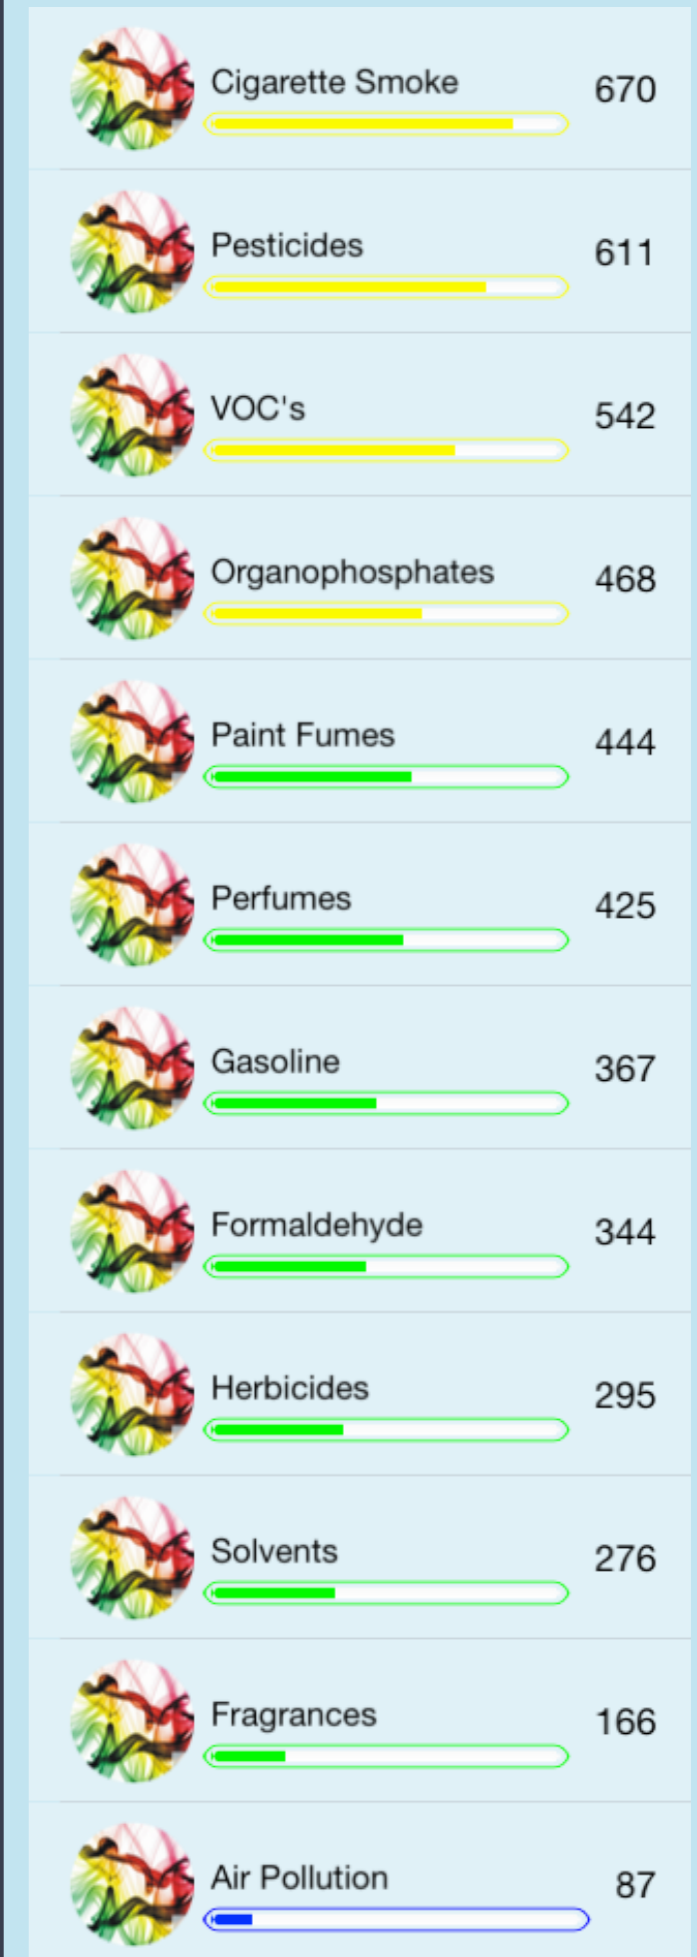 Cigarette Smoke 670
Pesticides 611
VOC's 542
Organophosphates 468
Paint Fumes 444
Perfumes 425
Gasoline 367
Formaldehyde 344
Herbicides 295
Solvents 276
Fragrances 166
Air Pollution 87